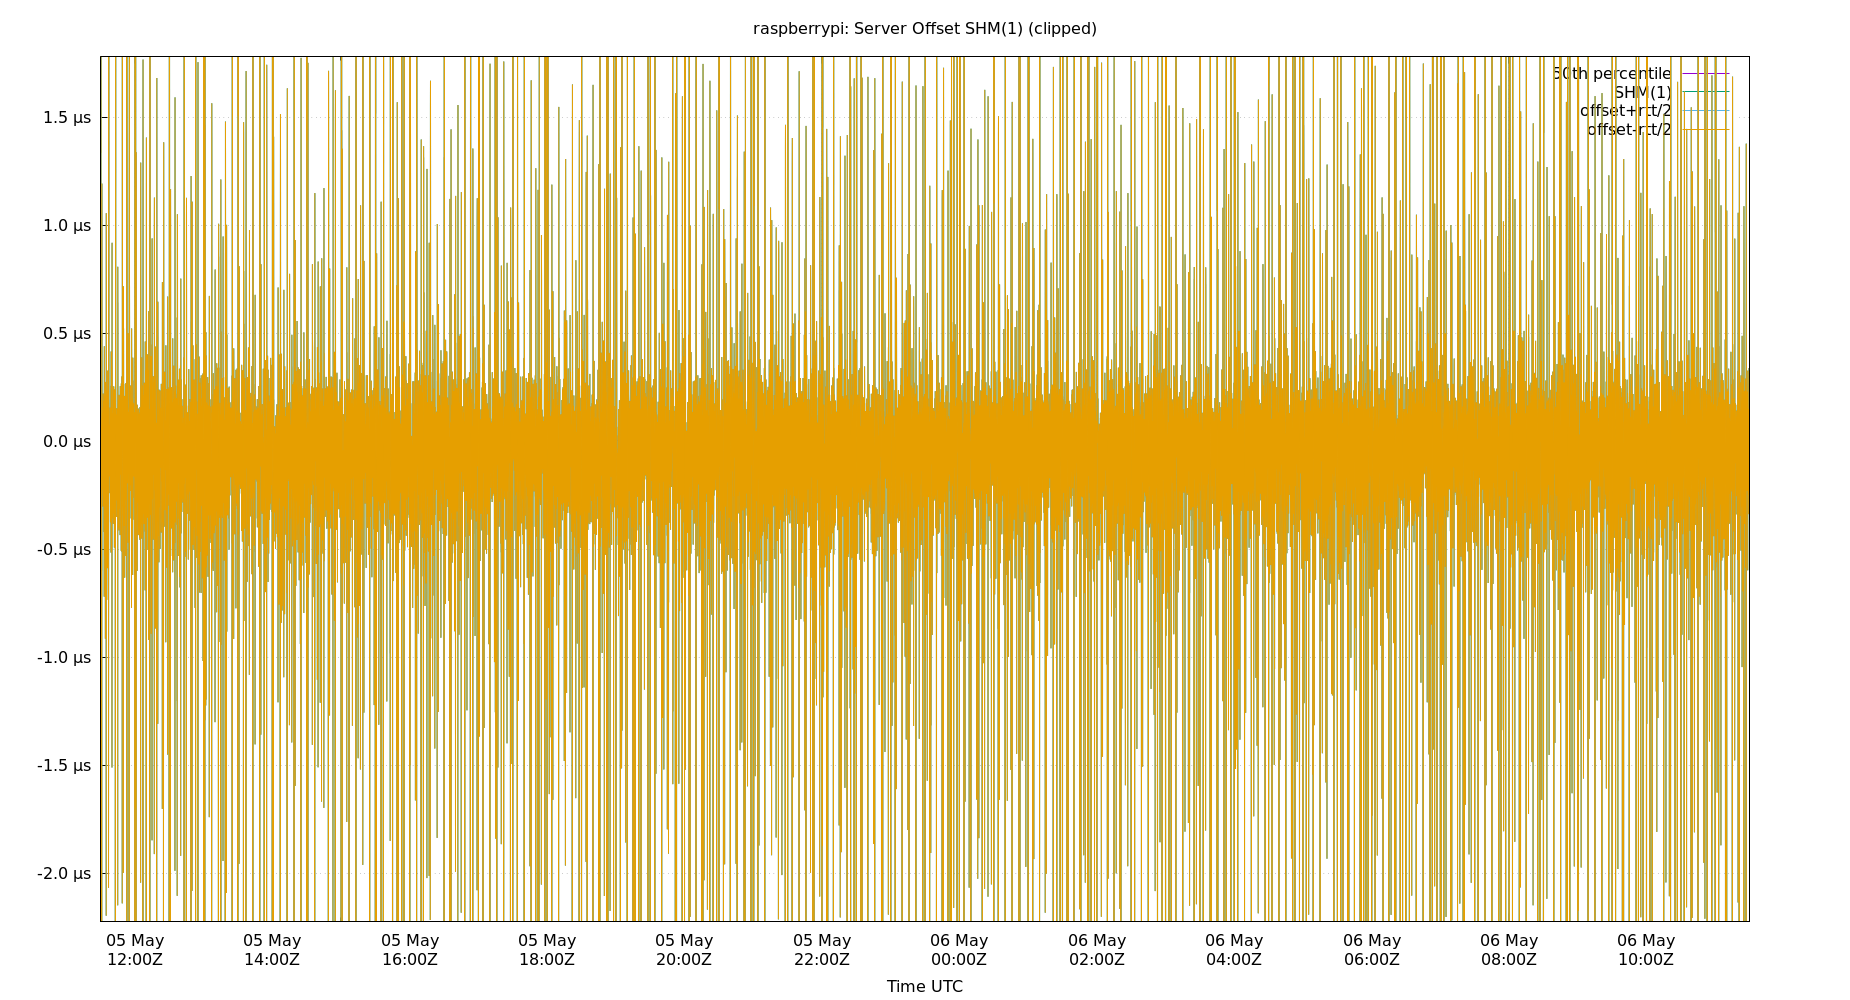 raspberrypi: Server Offset SHM(1) (clipped)
50th percentile
SHM(1)
offset+rtt/2
offset-rtt/2
1.5 µs
1.0 µs
0.5 µs
0.0 µs
-0.5 µs
-1.0 µs
-1.5 µs
-2.0 µs
05 May 05 May 05 May 05 May 05 May 05 May 06 May 06 May 06 May 06 May 06 May 06 May
12:00Z 14:00Z 16:00Z 18:00Z 20:00Z 22:00Z 00:00Z 02:00Z 04:00Z 06:00Z 08:00Z 10:00Z
Time UTC